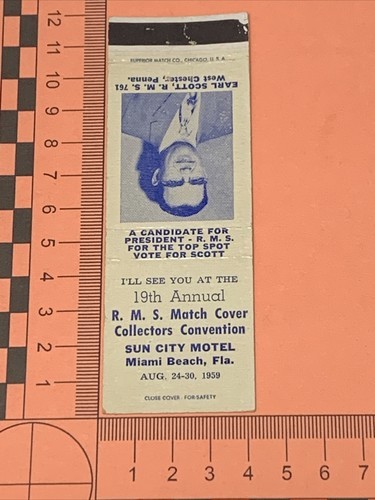 SUPERIOR MATCH CO., CHICAGO, U. S. A.
EARL SCOTT, R. M. S. 761
West Chester, Penna.
A CANDIDATE FOR
PRESIDENT - R. M. S.
FOR THE TOP SPOT
VOTE FOR SCOTT
I'LL SEE YOU AT THE
19th Annual
R. M. S. Match Cover
Collectors Convention
SUN CITY MOTEL
Miami Beach, Fla.
AUG. 24-30, 1959
CLOSE COVER - FOR SAFETY
12
11
10
9
8
7
6
5
4
3
2
1
1 2 3 4 5 6 7